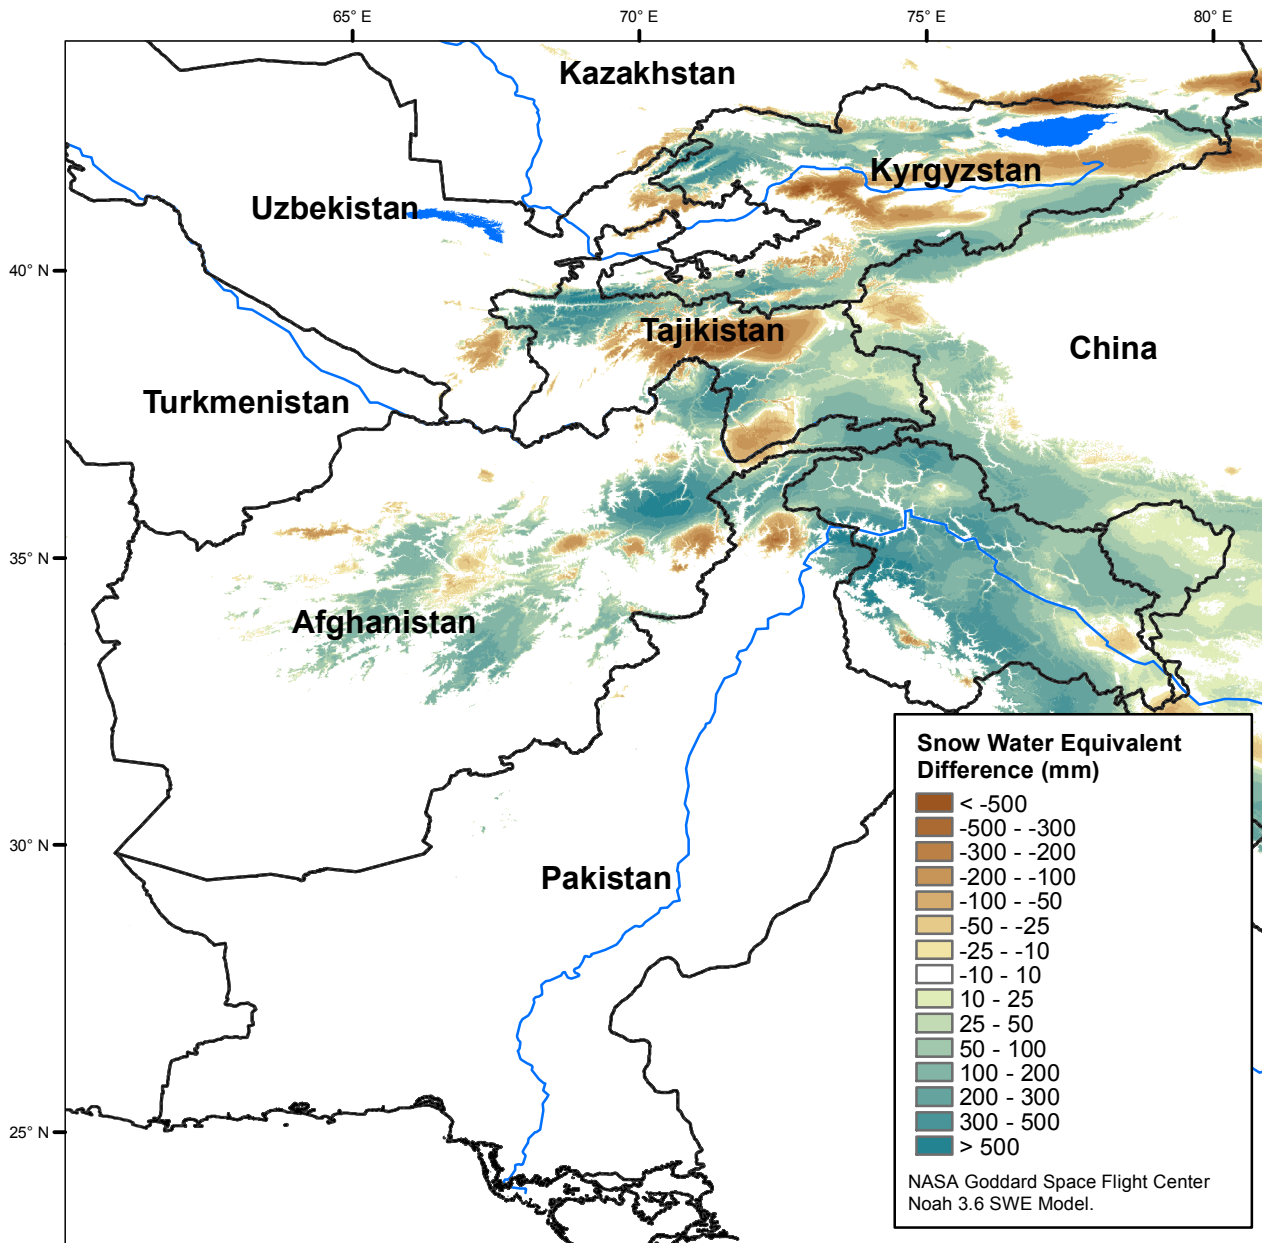 65° E
70° E
75° E
80° E
Kazakhstan
Kyrgyzstan
Uzbekistan
40° N
Tajikistan
China
Turkmenistan
35° N
Afghanistan
30° N
Pakistan
25° N
Snow Water Equivalent
Difference (mm)
< -500
-500 - -300
-300 - -200
-200 - -100
-100 - -50
-50 - -25
-25 - -10
-10 - 10
10 - 25
25 - 50
50 - 100
100 - 200
200 - 300
300 - 500
> 500
NASA Goddard Space Flight Center
Noah 3.6 SWE Model.